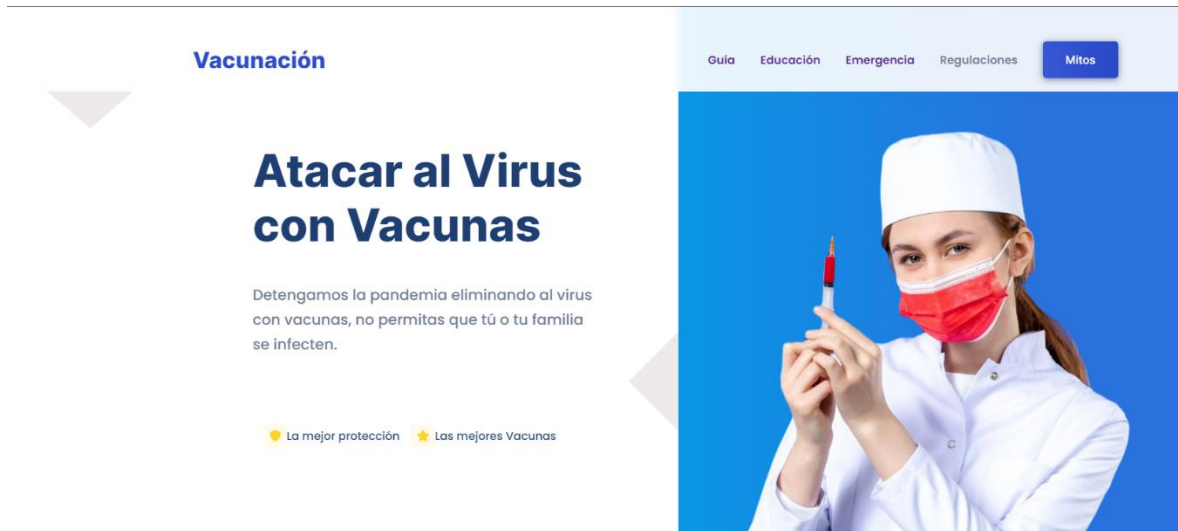 Vacunación
Guía Educación Emergencia Regulaciones Mitos
Atacar al Virus
con Vacunas
Detengamos la pandemia eliminando al virus
con vacunas, no permitas que tú o tu familia
se infecten.
La mejor protección Las mejores Vacunas